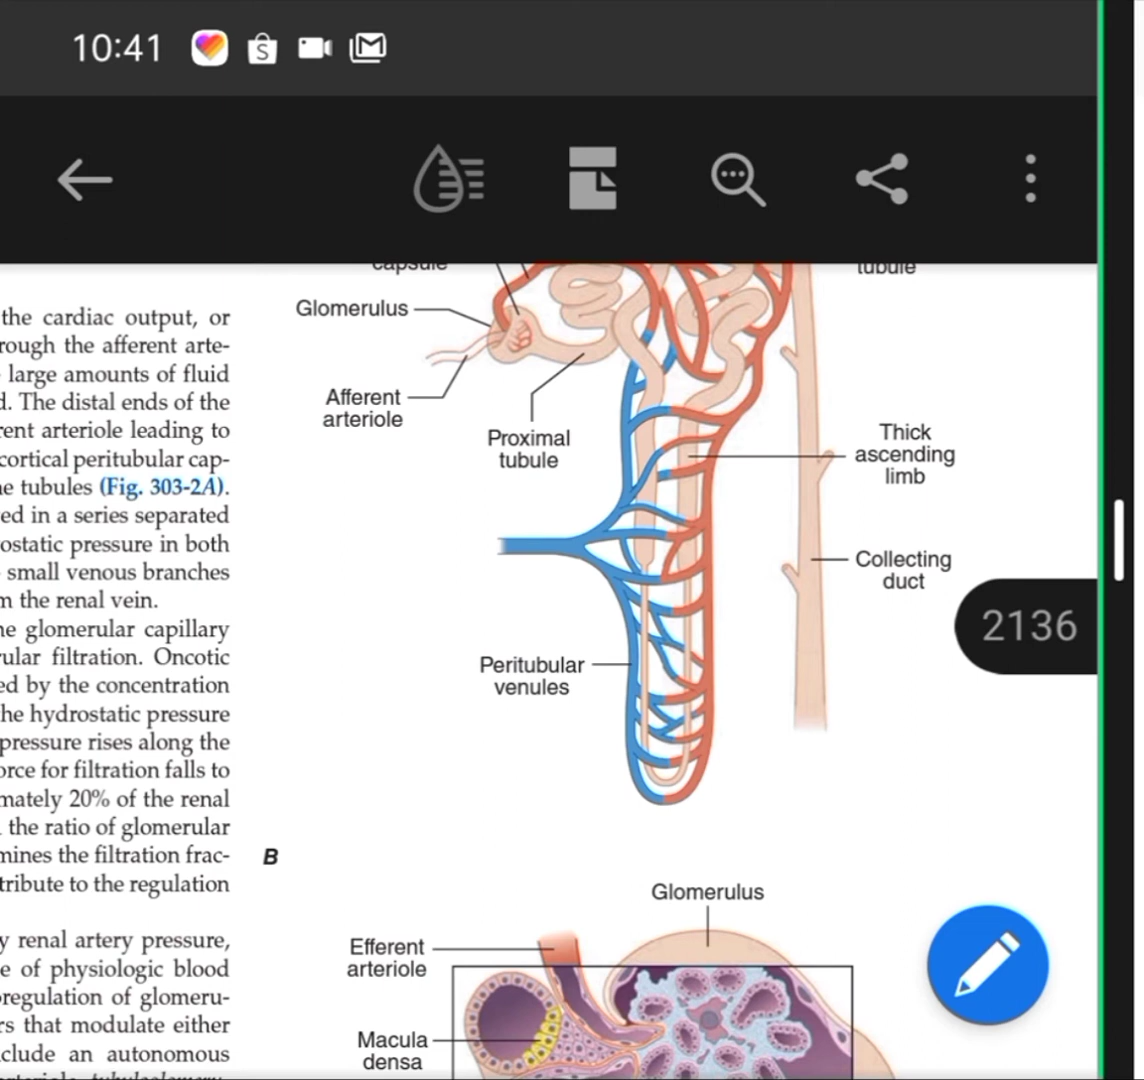 10:41
capsule
tubule
Glomerulus
Afferent
arteriole
Proximal
tubule
Thick
ascending
limb
Collecting
duct
2136
Peritubular
venules
the cardiac output, or
rough the afferent arte-
large amounts of fluid
d. The distal ends of the
rent arteriole leading to
cortical peritubular cap-
e tubules (Fig. 303-2A).
ed in a series separated
ostatic pressure in both
small venous branches
m the renal vein.
e glomerular capillary
ular filtration. Oncotic
ed by the concentration
he hydrostatic pressure
pressure rises along the
orce for filtration falls to
mately 20% of the renal
the ratio of glomerular
mines the filtration frac-
tribute to the regulation
y renal artery pressure,
e of physiologic blood
regulation of glomeru-
rs that modulate either
clude an autonomous
B
Glomerulus
Efferent
arteriole
Macula
densa